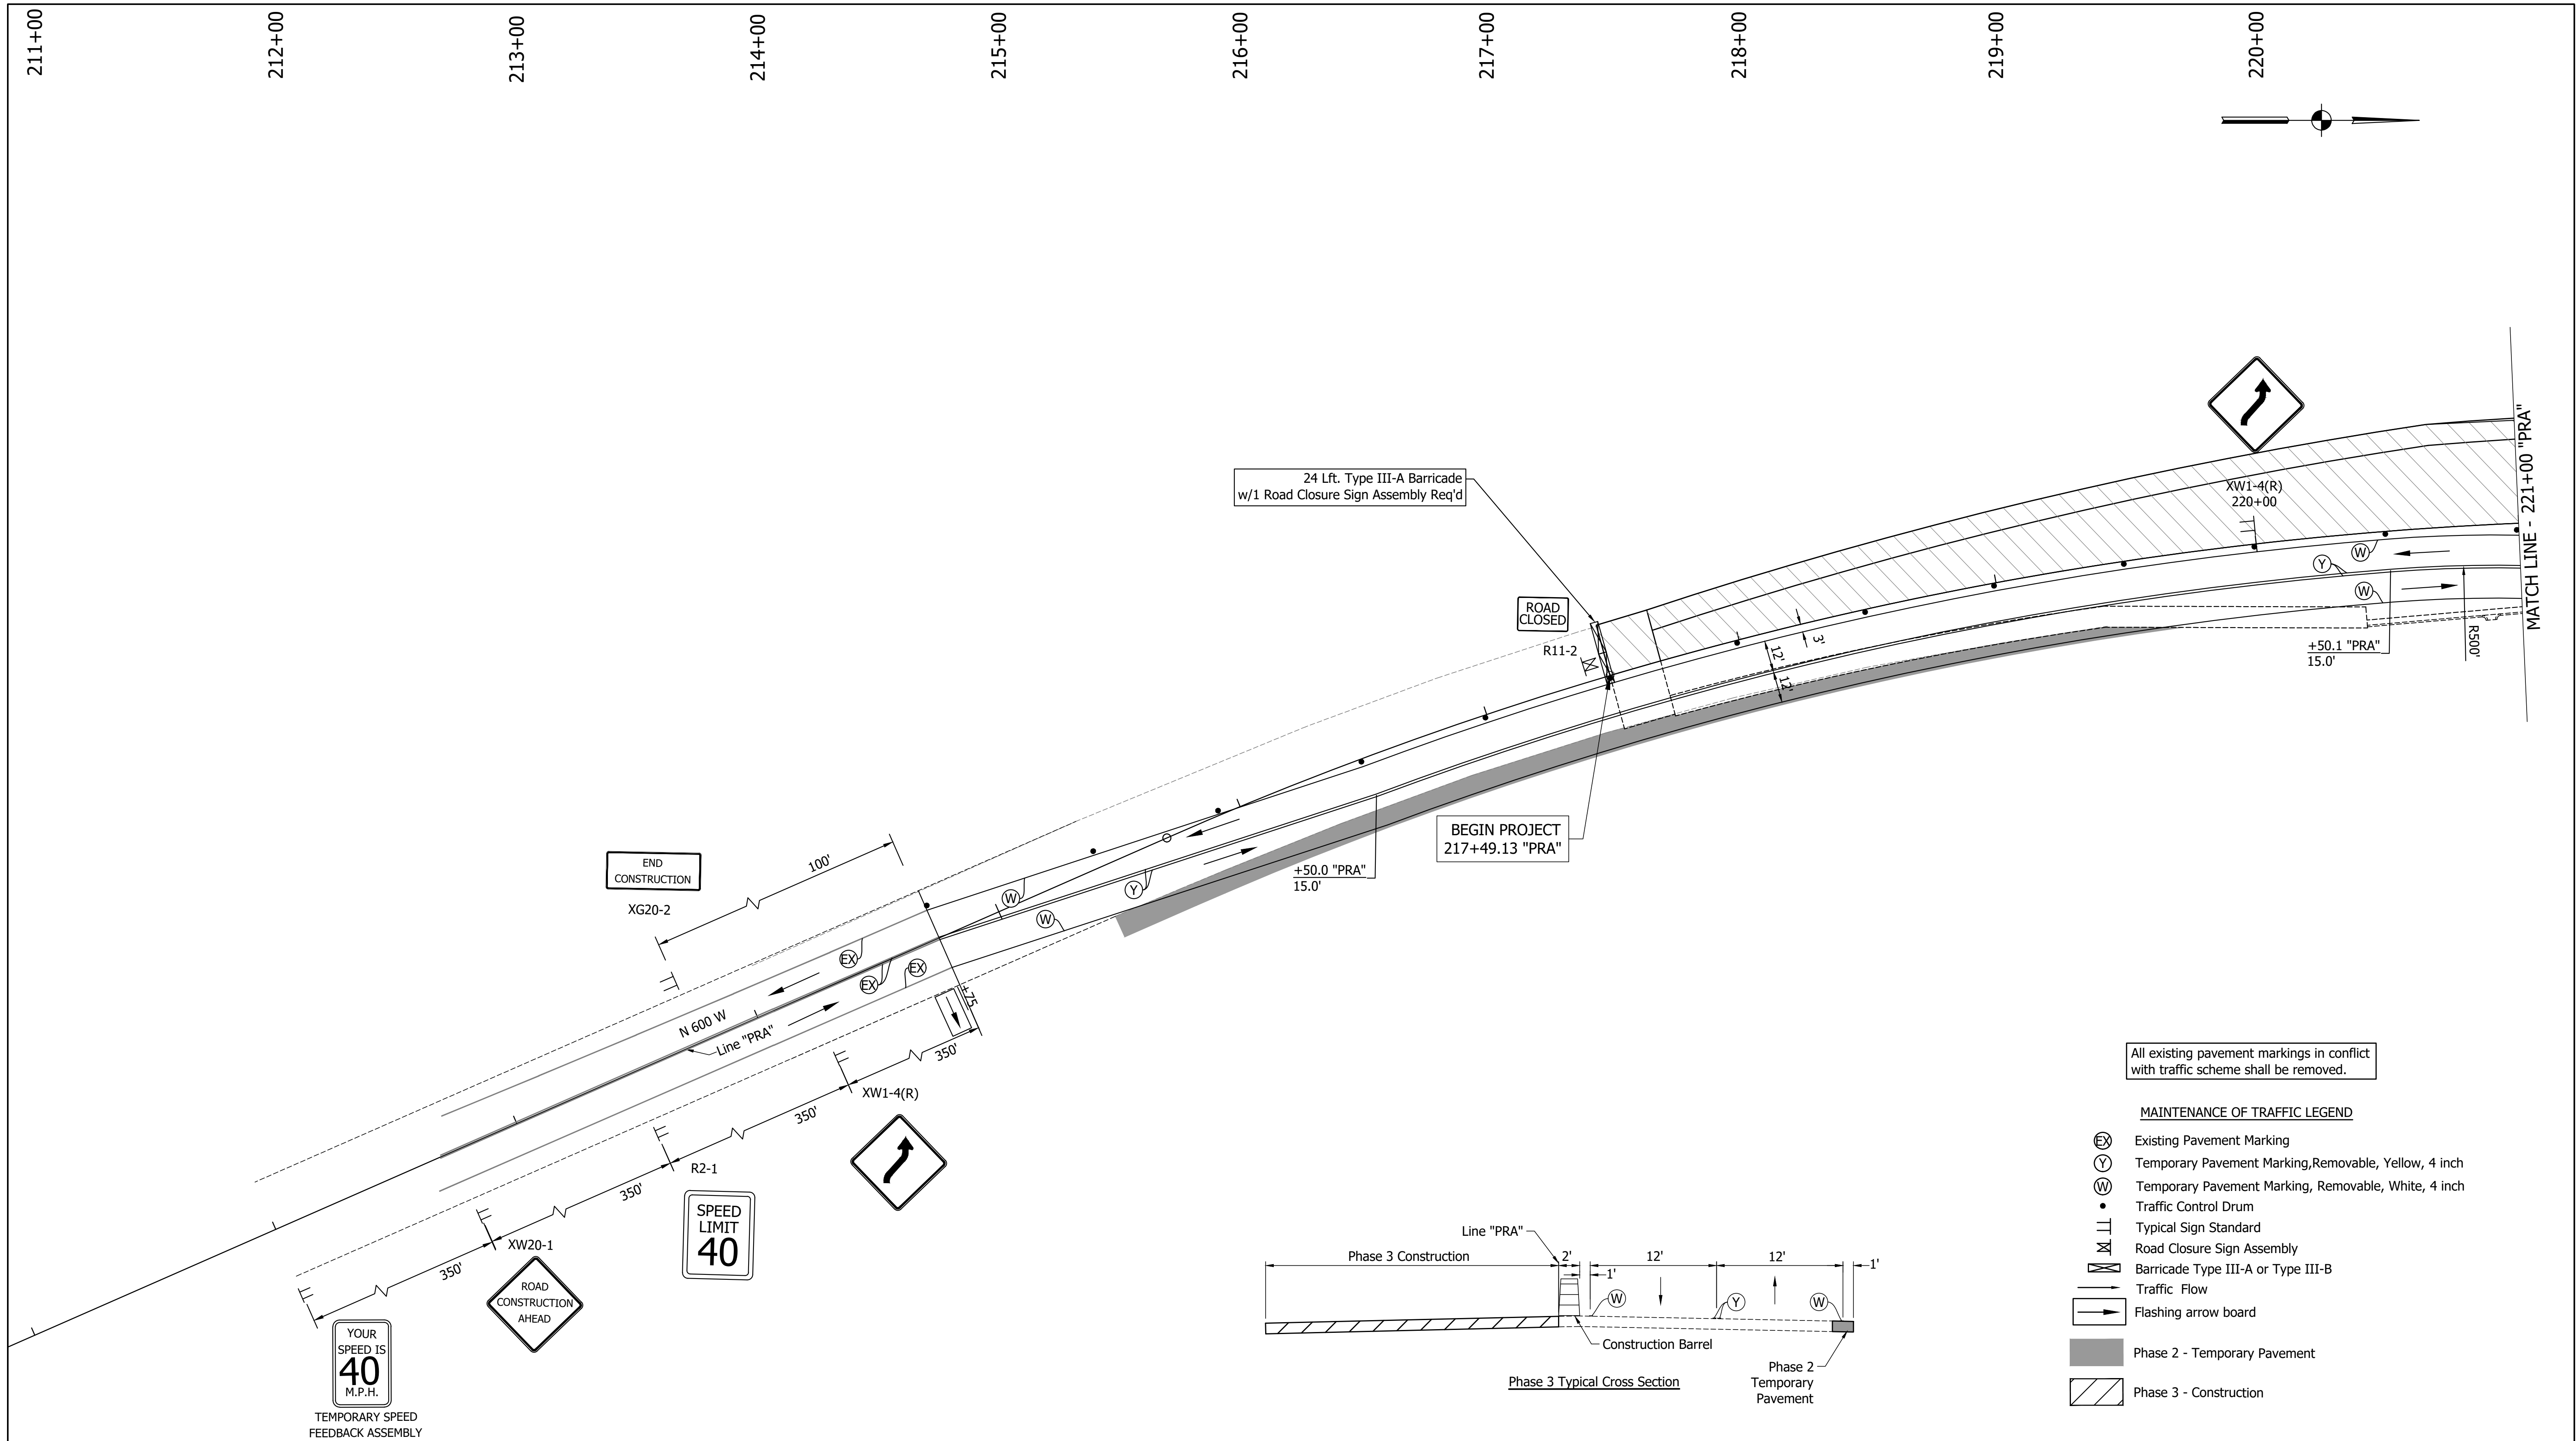 211+00
212+00
213+00
214+00
215+00
216+00
217+00
218+00
219+00
220+00
XW1-4(R)
220+00
MATCH LINE - 221+00 "PRA"
24 Lft. Type III-A Barricade
w/1 Road Closure Sign Assembly Req'd
ROAD
CLOSED
R11-2
3'
12'
12'
W
Y
W
+50.1 "PRA"
15.0'
R500'
BEGIN PROJECT
217+49.13 "PRA"
+50.0 "PRA"
15.0'
END
CONSTRUCTION
XG20-2
100'
W
Y
W
EX
EX
EX
+75
N 600 W
Line "PRA"
350'
XW1-4(R)
350'
R2-1
SPEED
LIMIT
40
350'
XW20-1
ROAD
CONSTRUCTION
AHEAD
350'
YOUR
SPEED IS
40
M.P.H.
TEMPORARY SPEED
FEEDBACK ASSEMBLY
Line "PRA"
Phase 3 Construction
2'
12'
12'
1'
1'
W
Y
W
Construction Barrel
Phase 2
Temporary
Pavement
Phase 3 Typical Cross Section
All existing pavement markings in conflict
with traffic scheme shall be removed.
MAINTENANCE OF TRAFFIC LEGEND
EX Existing Pavement Marking
Y Temporary Pavement Marking,Removable, Yellow, 4 inch
W Temporary Pavement Marking, Removable, White, 4 inch
Traffic Control Drum
Typical Sign Standard
Road Closure Sign Assembly
Barricade Type III-A or Type III-B
Traffic Flow
Flashing arrow board
Phase 2 - Temporary Pavement
Phase 3 - Construction